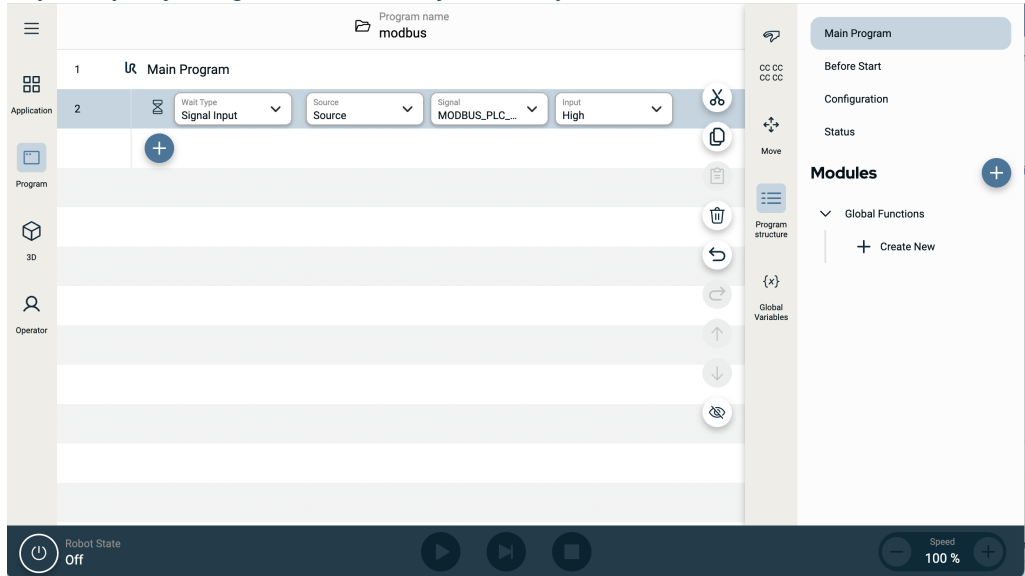 Program name
modbus
1 Main Program
2 Wait Type Signal Input Source Source Signal MODBUS_PLC_... Input High
Application
Program
3D
Operator
CC CC
CC CC
Move
Program
structure
{x}
Global
Variables
Main Program
Before Start
Configuration
Status
Modules
Global Functions
Create New
Robot State
Off
Speed
100 %